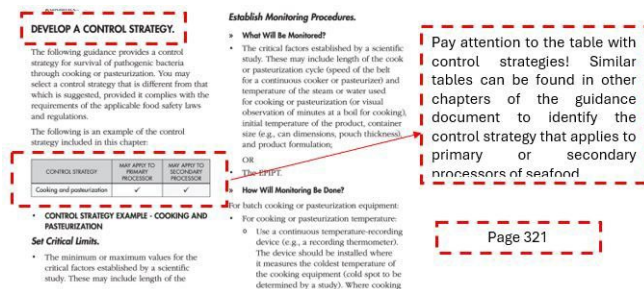 DEVELOP A CONTROL STRATEGY.
The following guidance provides a control
strategy for survival of pathogenic bacteria
through cooking or pasteurization. You may
select a control strategy that is different from that
which is suggested, provided it complies with the
requirements of the applicable food safety laws
and regulations.
The following is an example of the control
strategy included in this chapter:
CONTROL STRATEGY
MAY APPLY TO
PRIMARY
PROCESSOR
MAY APPLY TO
SECONDARY
PROCESSOR
Cooking and pasteurization ✓ ✓
• CONTROL STRATEGY EXAMPLE - COOKING AND
PASTEURIZATION
Set Critical Limits.
• The minimum or maximum values for the
critical factors established by a scientific
study. These may include length of the
Establish Monitoring Procedures.
» What Will Be Monitored?
• The critical factors established by a scientific
study. These may include length of the cook
or pasteurization cycle (speed of the belt
for a continuous cooker or pasteurizer) and
temperature of the steam or water used
for cooking or pasteurization (or visual
observation of minutes at a boil for cooking),
initial temperature of the product, container
size (e.g., can dimensions, pouch thickness),
and product formulation;
OR
• The EPIPT.
» How Will Monitoring Be Done?
For batch cooking or pasteurization equipment:
• For cooking or pasteurization temperature:
o Use a continuous temperature-recording
device (e.g., a recording thermometer).
The device should be installed where
it measures the coldest temperature of
the cooking equipment (cold spot to be
determined by a study). Where cooking
Pay attention to the table with
control strategies! Similar
tables can be found in other
chapters of the guidance
document to identify the
control strategy that applies to
primary or secondary
processors of seafood
Page 321